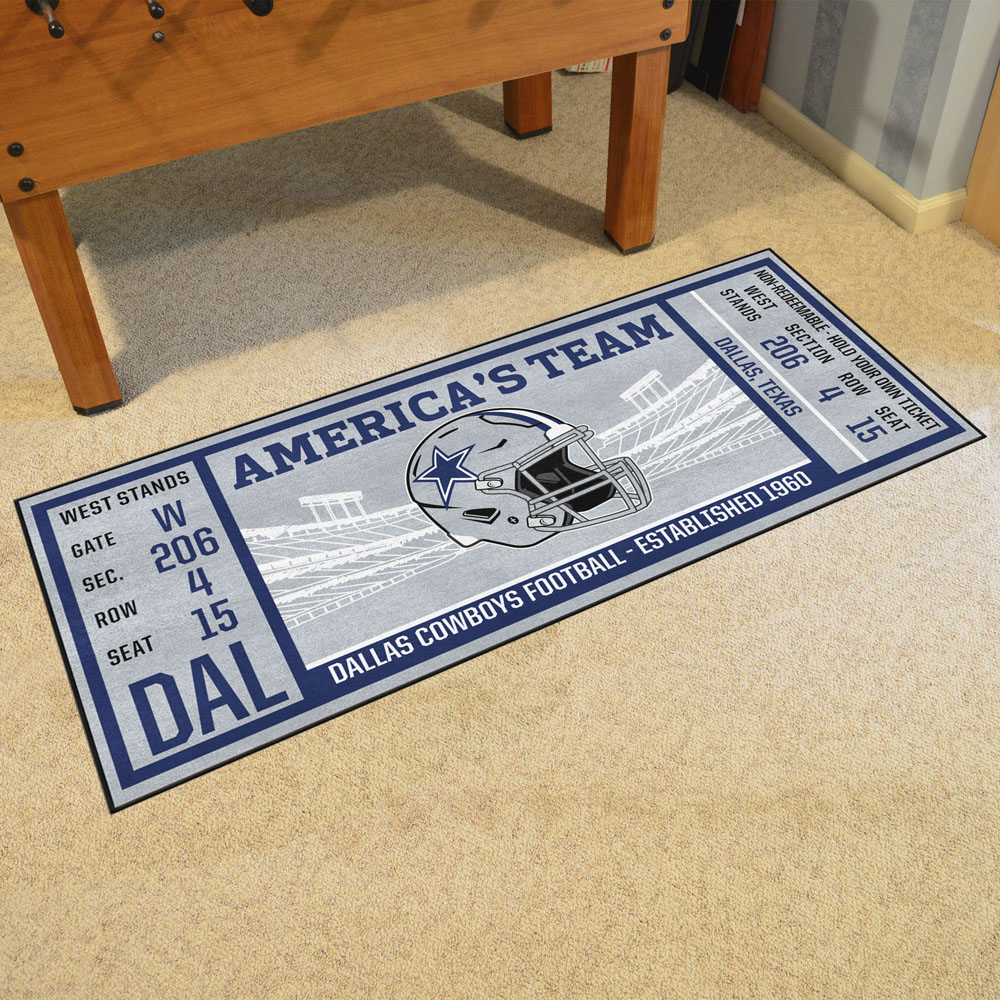 WEST STANDS
GATE W
SEC. 206
ROW 4
SEAT 15
DAL
AMERICA'S TEAM
DALLAS COWBOYS FOOTBALL - ESTABLISHED 1960
DALLAS, TEXAS
WEST STANDS
SECTION 206
ROW 4
SEAT 15
NON-REDEEMABLE - HOLD YOUR OWN TICKET